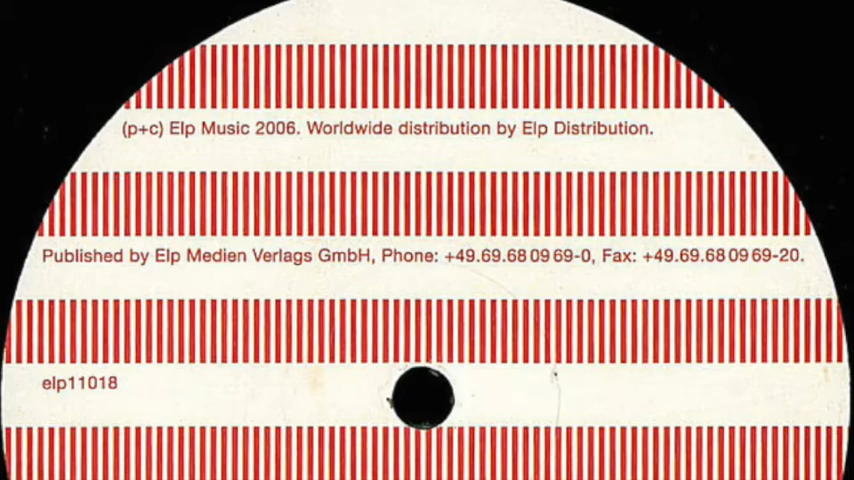 (p+c) Elp Music 2006. Worldwide distribution by Elp Distribution.
Published by Elp Medien Verlags GmbH, Phone: +49.69.68 09 69-0, Fax: +49.69.68 09 69-20.
elp11018